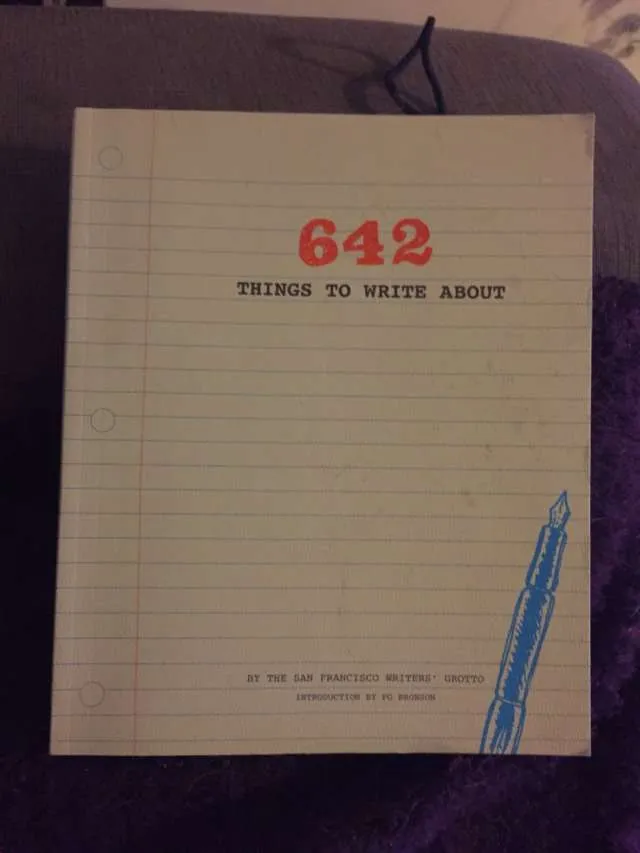 642
THINGS TO WRITE ABOUT
BY THE SAN FRANCISCO WRITERS' GROTTO
INTRODUCTION BY PO BRONSON